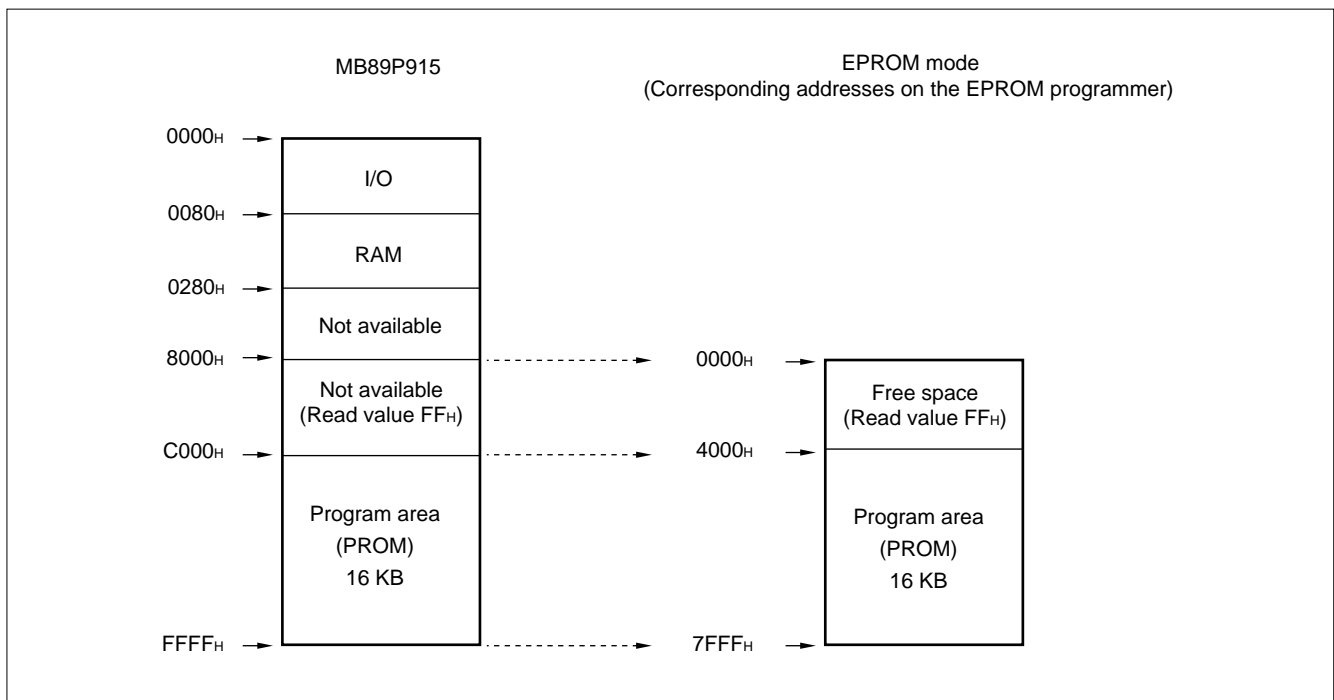 MB89P915
EPROM mode
(Corresponding addresses on the EPROM programmer)
0000H
I/O
0080H
RAM
0280H
Not available
8000H
0000H
Not available
(Read value FFH)
Free space
(Read value FFH)
C000H
4000H
Program area
(PROM)
16 KB
Program area
(PROM)
16 KB
FFFFH
7FFFH